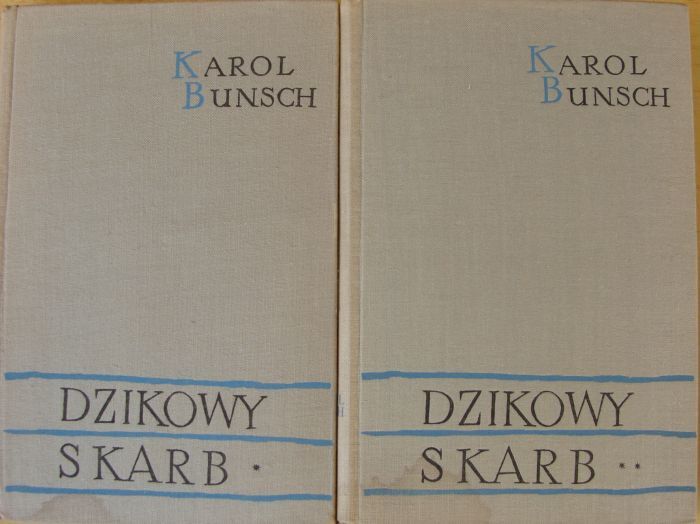 KAROL
BUNSCH
DZIKOWY
SKARB *
KAROL
BUNSCH
DZIKOWY
SKARB **